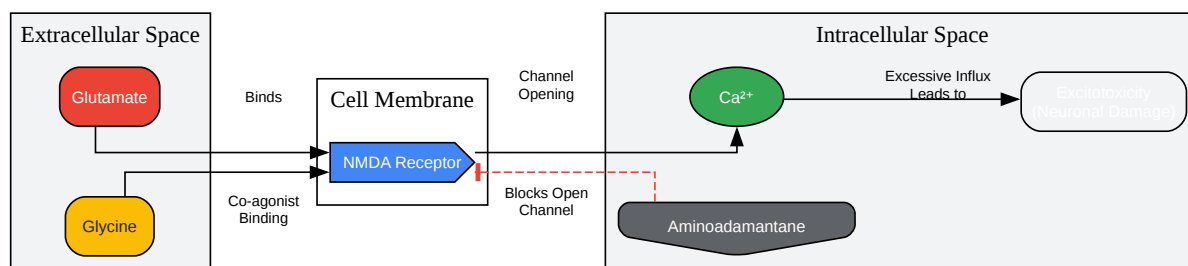 Extracellular Space
Glutamate
Glycine
Binds
Co-agonist
Binding
Cell Membrane
NMDA Receptor
Channel
Opening
Blocks Open
Channel
Intracellular Space
Ca²⁺
Excessive Influx
Leads to
Excitotoxicity
(Neuronal Damage)
Aminoadamantane